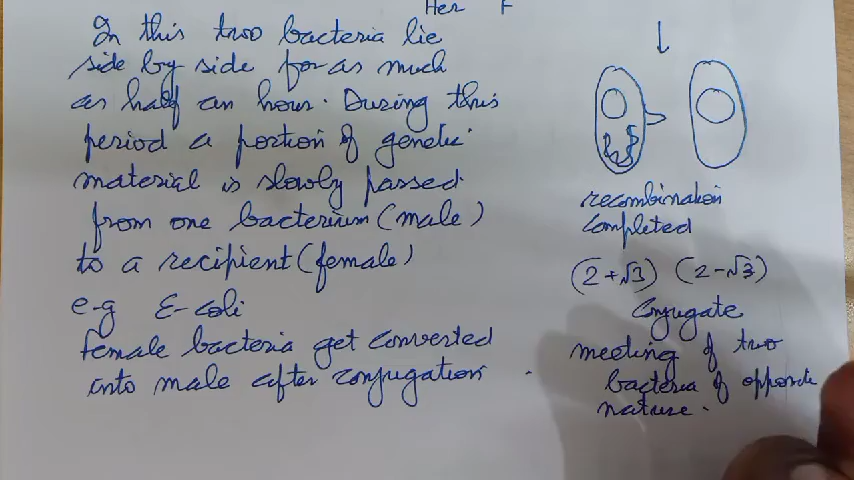 Her F
In this two bacteria lie
side by side for as much
as half an hour. During this
period a portion of genetic
material is slowly passed
from one bacterium (male)
to a recipient (female)
e-g E-coli
female bacteria get converted
into male after conjugation
recombination
completed
(2+√3) (2-√3)
Conjugate
meeting of two
bacteria of opposite
nature.